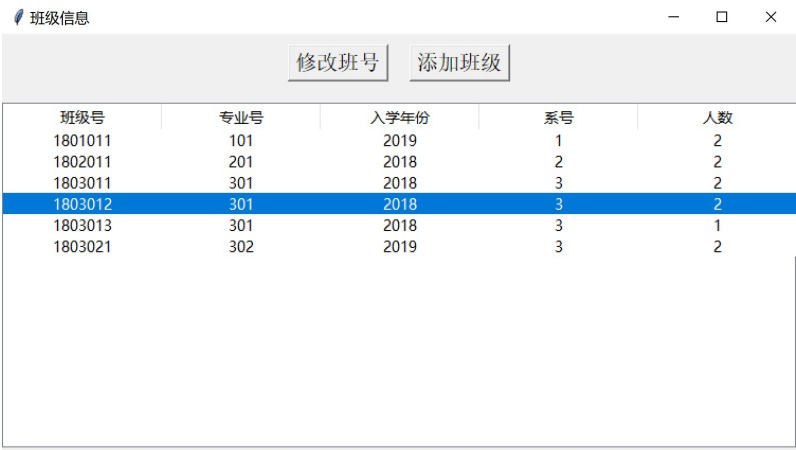 班级信息
修改班号 添加班级
班级号 专业号 入学年份 系号 人数
1801011 101 2019 1 2
1802011 201 2018 2 2
1803011 301 2018 3 2
1803012 301 2018 3 2
1803013 301 2018 3 1
1803021 302 2019 3 2